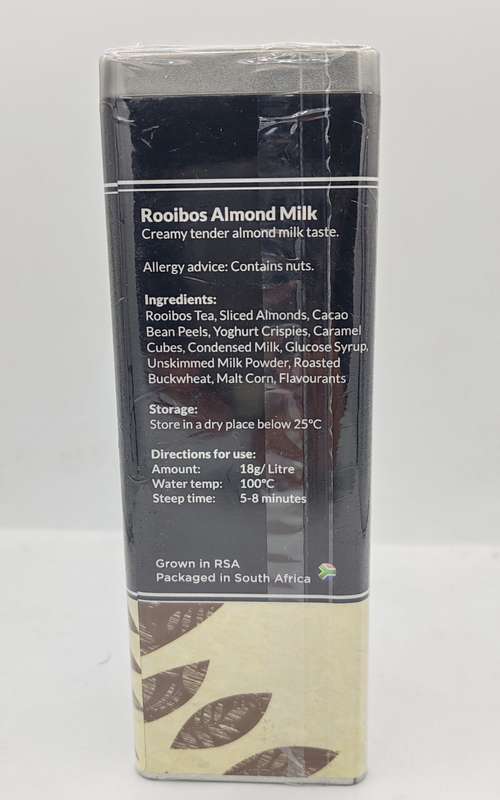 Rooibos Almond Milk
Creamy tender almond milk taste.
Allergy advice: Contains nuts.
Ingredients:
Rooibos Tea, Sliced Almonds, Cacao
Bean Peels, Yoghurt Crispies, Caramel
Cubes, Condensed Milk, Glucose Syrup,
Unskimmed Milk Powder, Roasted
Buckwheat, Malt Corn, Flavourants
Storage:
Store in a dry place below 25°C
Directions for use:
Amount: 18g/ Litre
Water temp: 100°C
Steep time: 5-8 minutes
Grown in RSA
Packaged in South Africa